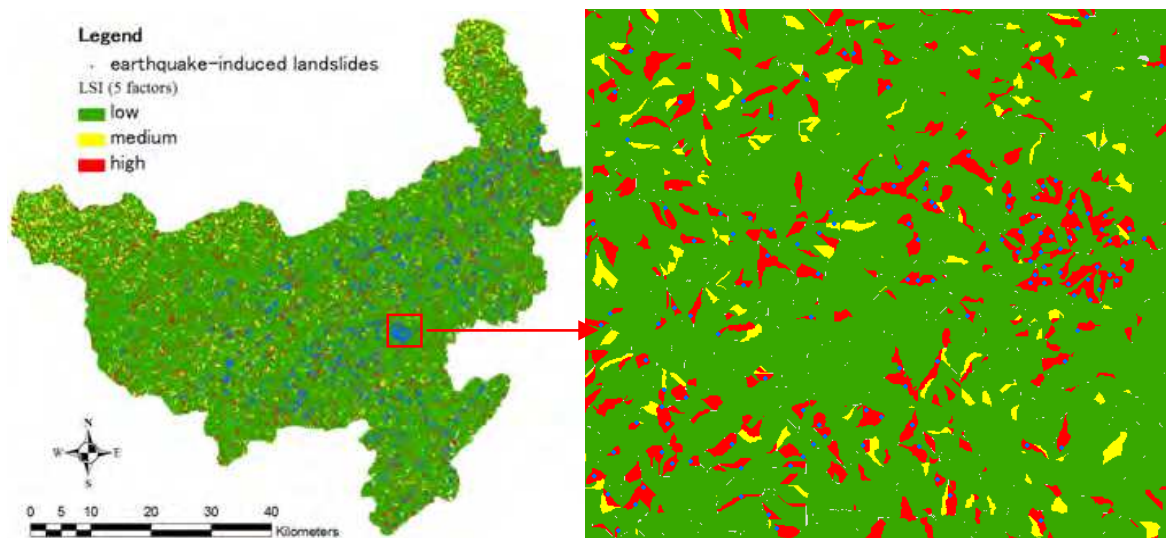 Legend
earthquake-induced landslides
LSI (5 factors)
low
medium
high
N
W E
S
0 5 10 20 30 40
Kilometers